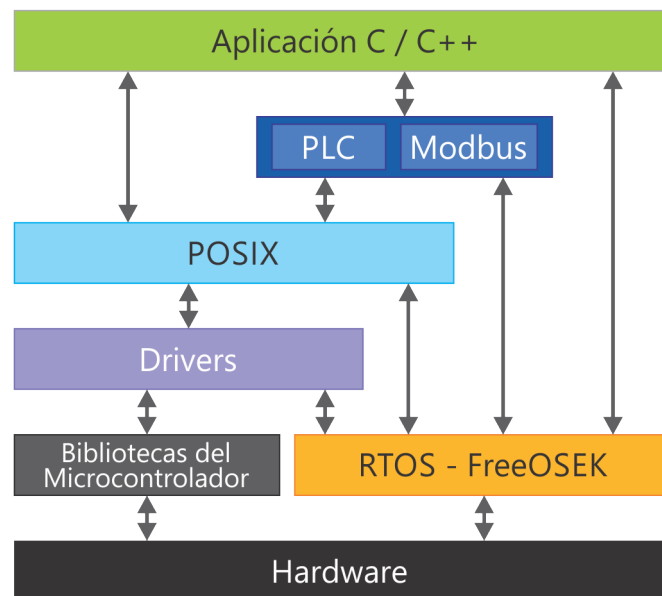 Aplicación C / C++
PLC
Modbus
POSIX
Drivers
Bibliotecas del
Microcontrolador
RTOS - FreeOSEK
Hardware